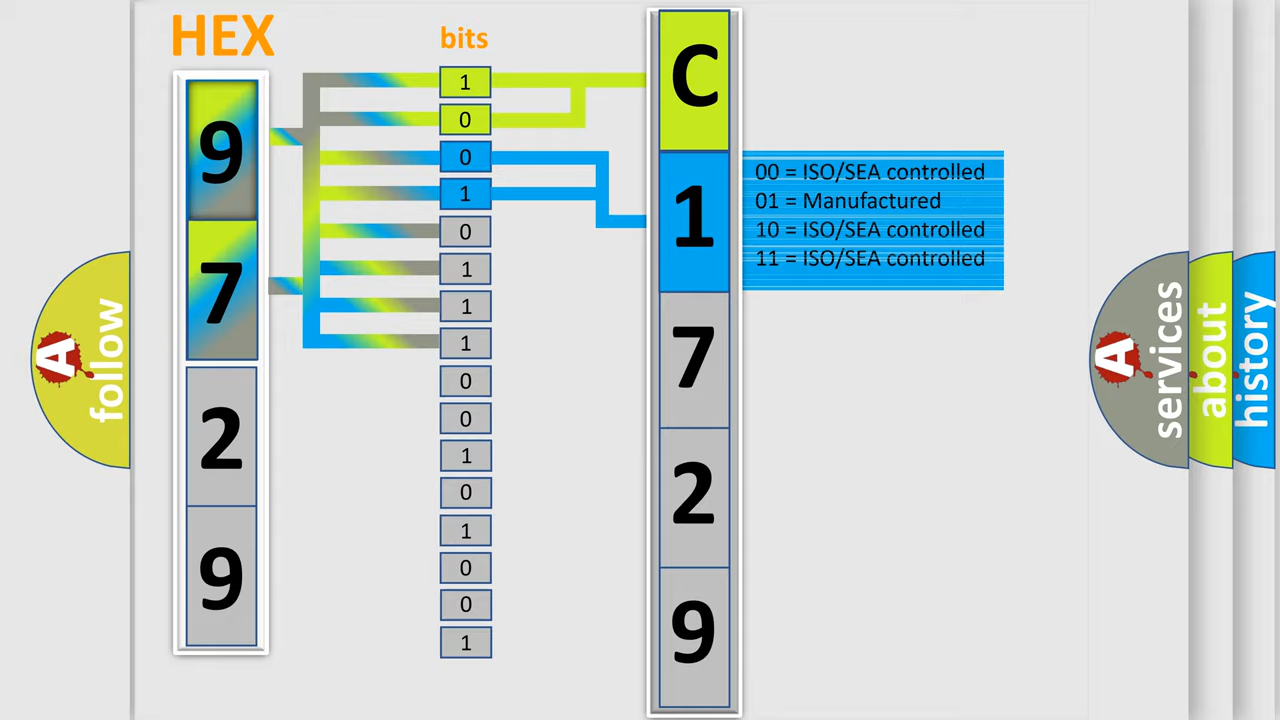 HEX
bits
9
7
2
9
1
0
0
1
0
1
1
1
0
0
1
0
1
0
0
1
C
1
7
2
9
00 = ISO/SEA controlled
01 = Manufactured
10 = ISO/SEA controlled
11 = ISO/SEA controlled
A
follow
A
services
about
history